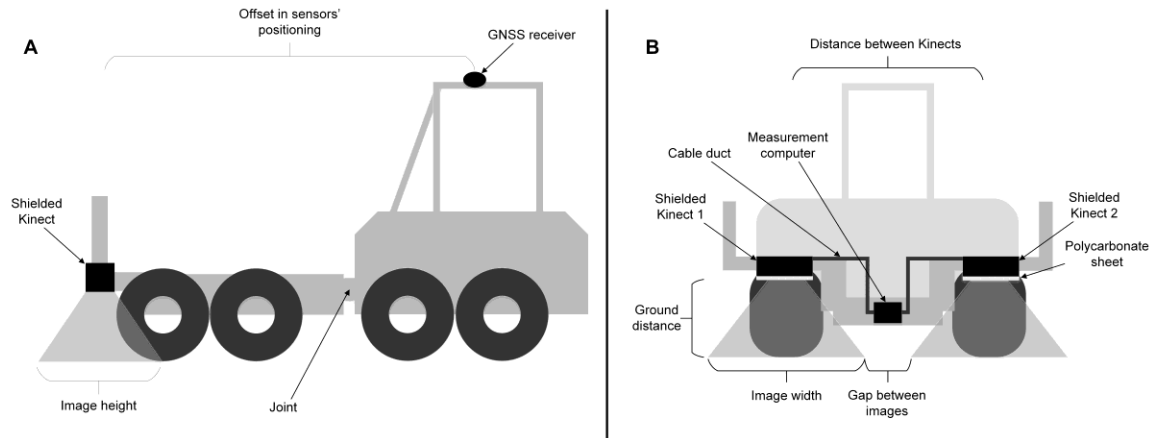 A
Offset in sensors'
positioning
GNSS receiver
Shielded
Kinect
Image height
Joint
B
Distance between Kinects
Measurement
computer
Cable duct
Shielded
Kinect 1
Shielded
Kinect 2
Polycarbonate
sheet
Ground
distance
Image width
Gap between
images